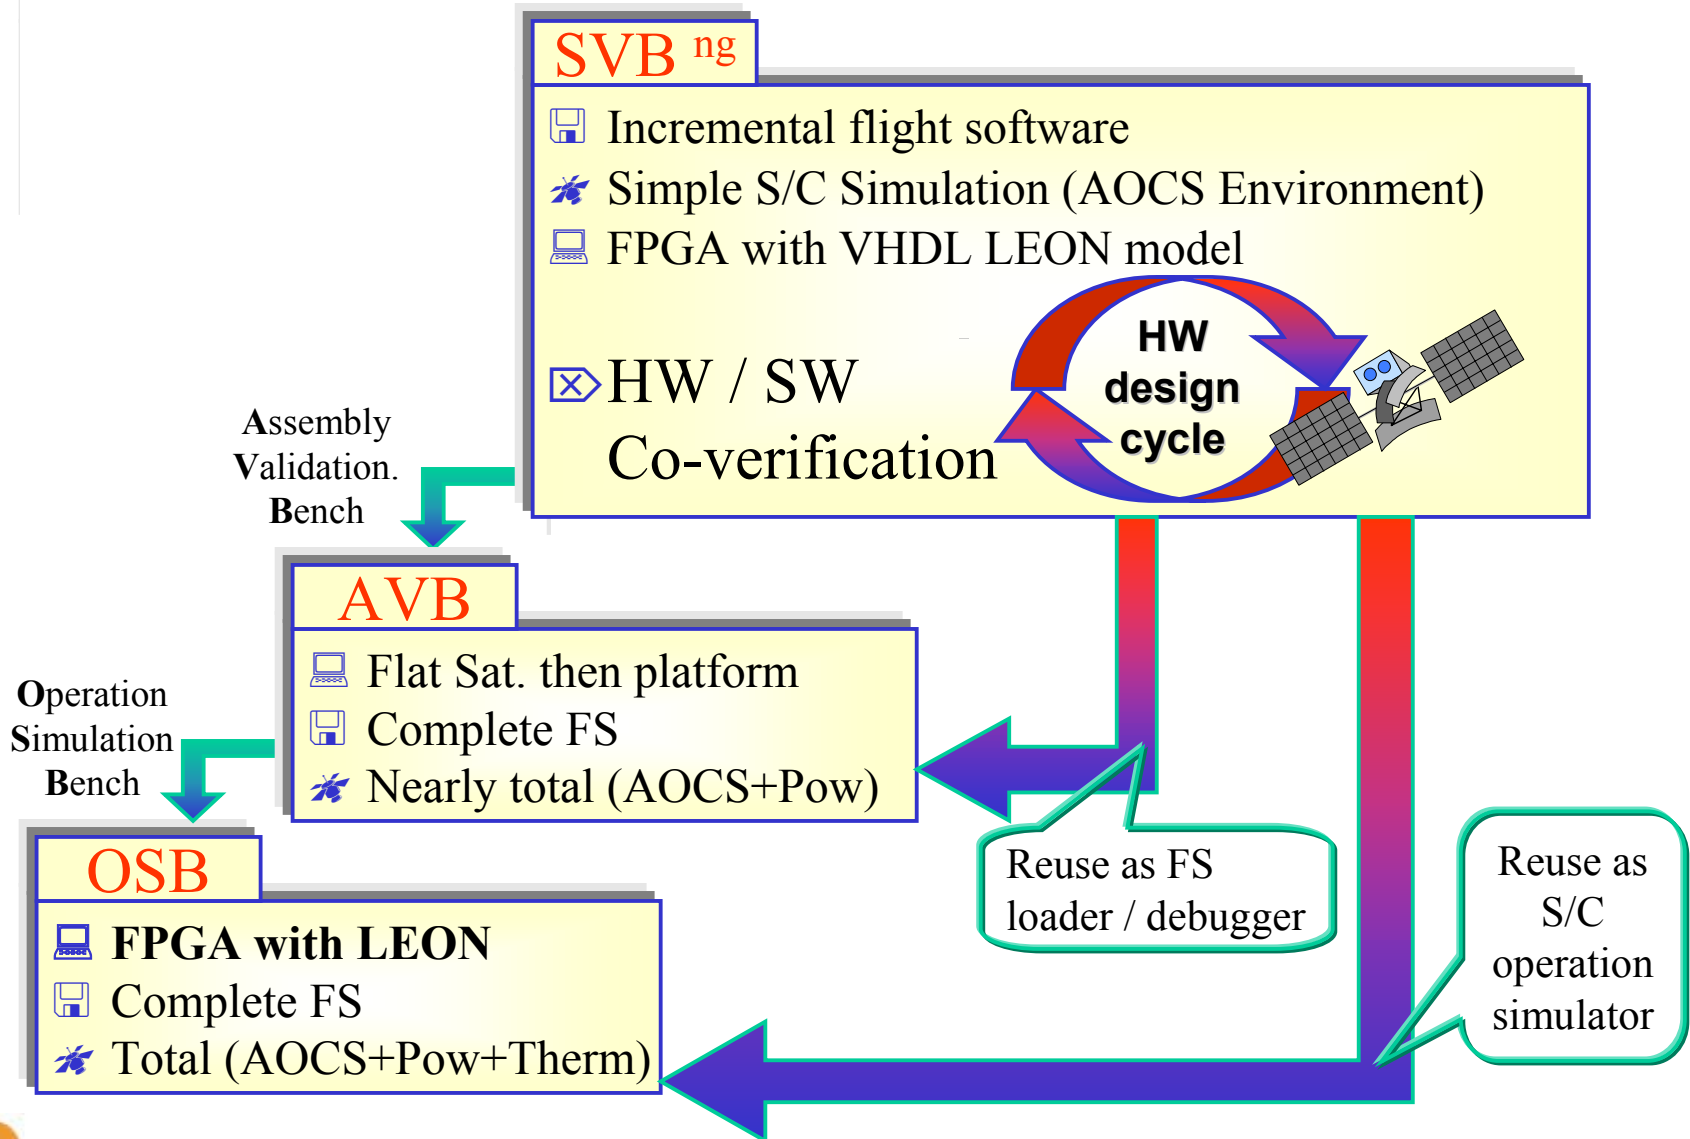 SVB ng
Incremental flight software
Simple S/C Simulation (AOCS Environment)
FPGA with VHDL LEON model
HW / SW
Co-verification
HW
design
cycle
Assembly
Validation.
Bench
AVB
Flat Sat. then platform
Complete FS
Nearly total (AOCS+Pow)
Operation
Simulation
Bench
OSB
FPGA with LEON
Complete FS
Total (AOCS+Pow+Therm)
Reuse as FS
loader / debugger
Reuse as
S/C
operation
simulator